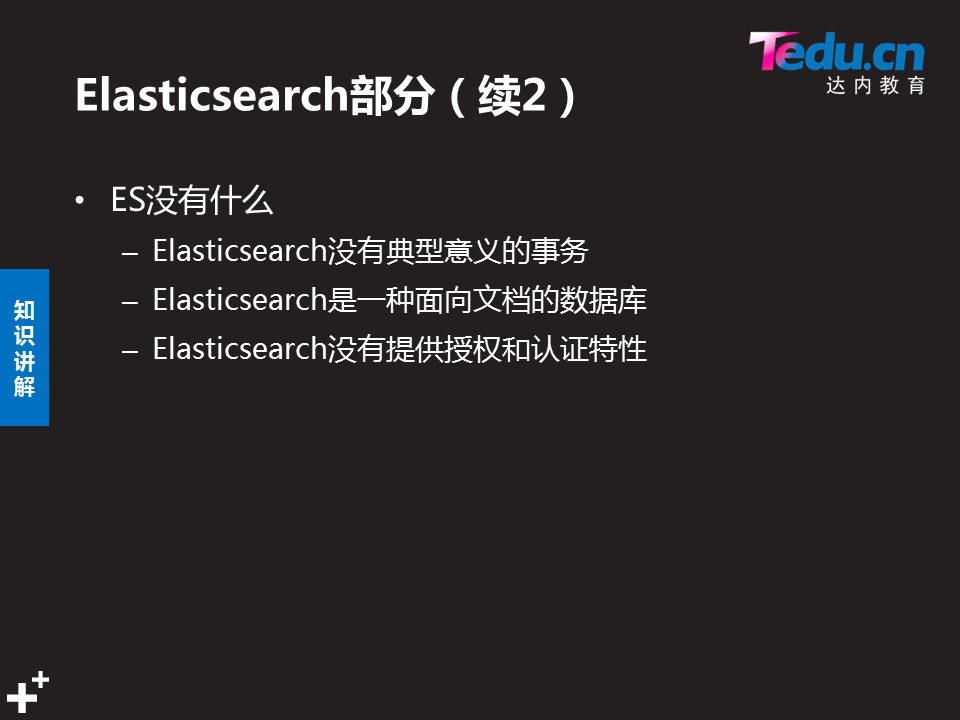 Tedu.cn
达内教育
Elasticsearch部分（续2）
• ES没有什么
– Elasticsearch没有典型意义的事务
– Elasticsearch是一种面向文档的数据库
– Elasticsearch没有提供授权和认证特性
知
识
讲
解